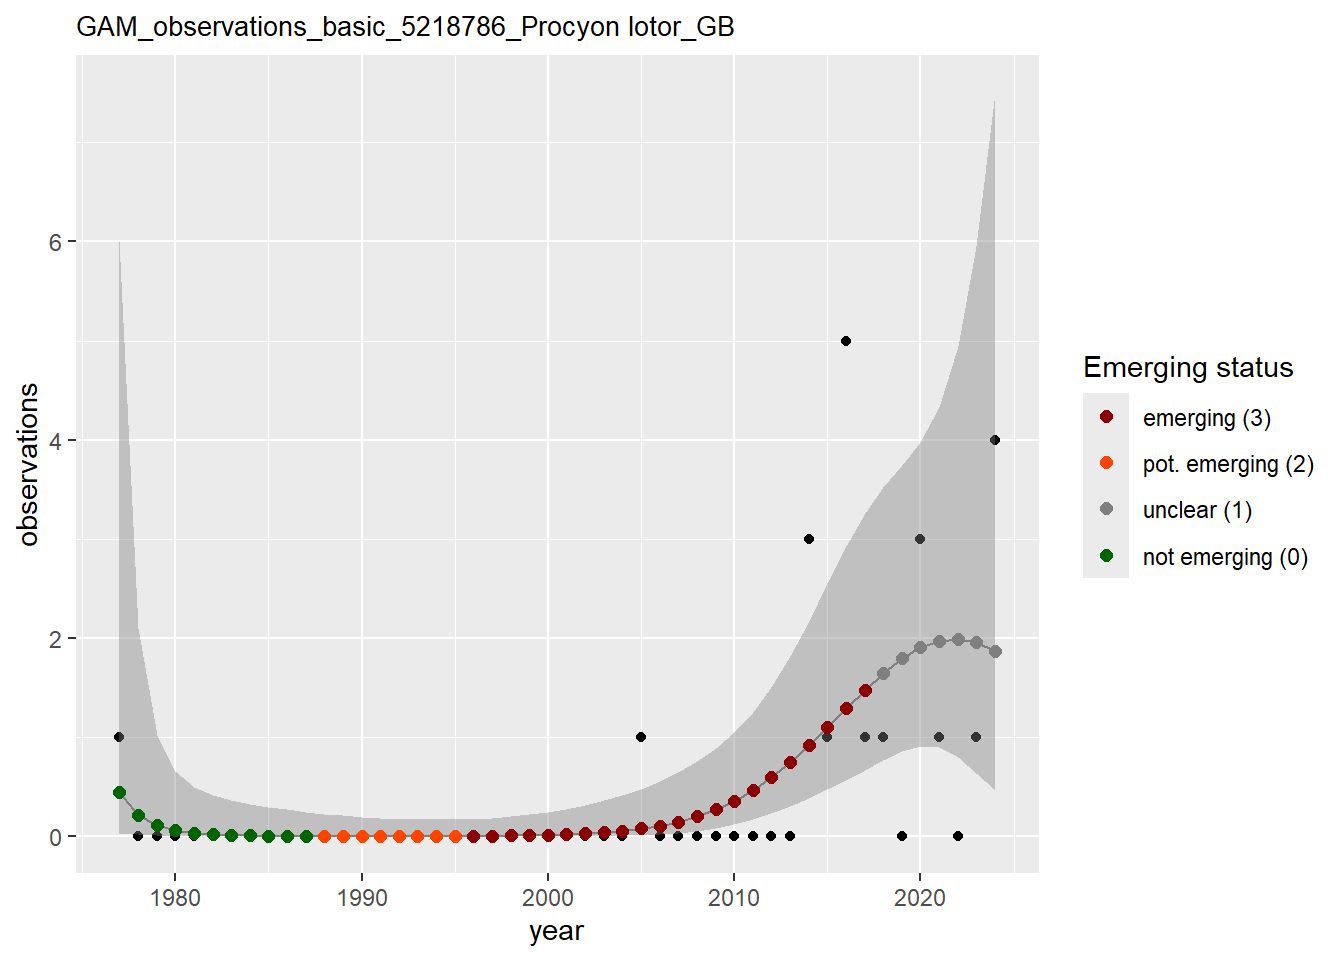 GAM_observations_basic_5218786_Procyon lotor_GB
observations
6
4
2
0
1980
1990
2000
2010
2020
year
Emerging status
emerging (3)
pot. emerging (2)
unclear (1)
not emerging (0)